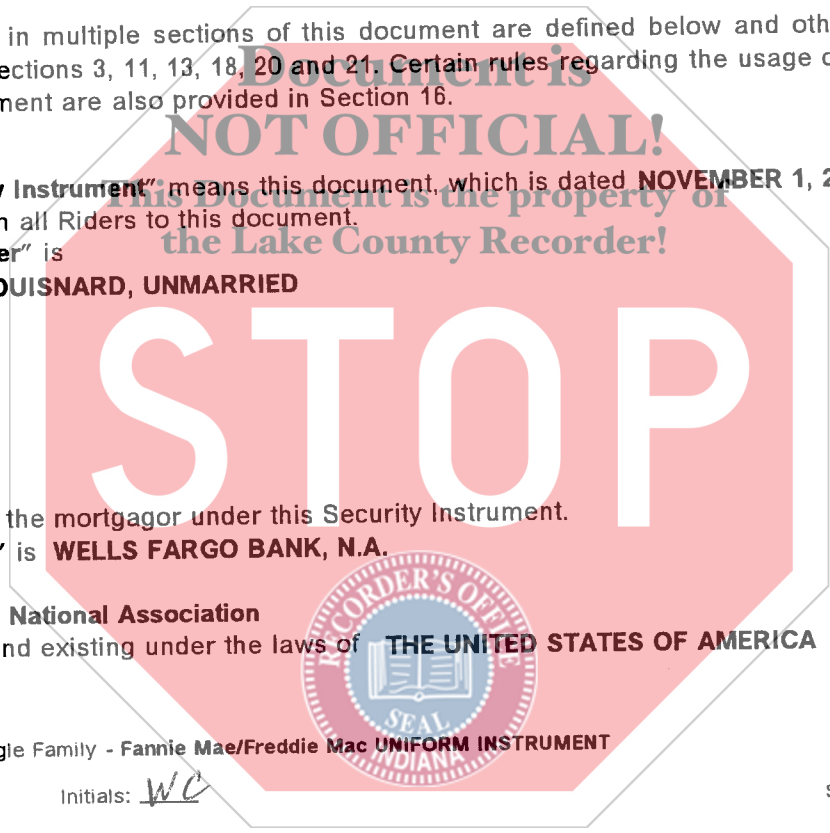 in multiple sections of this document are defined below and oth
ections 3, 11, 13, 18, 20 and 21. Certain rules regarding the usage o
ment are also provided in Section 16.
Document is
NOT OFFICIAL!
This Document is the property of
the Lake County Recorder!
y Instrument" means this document, which is dated NOVEMBER 1, 2
h all Riders to this document.
er" is
OUISNARD, UNMARRIED
STOP
the mortgagor under this Security Instrument.
" is WELLS FARGO BANK, N.A.
National Association
nd existing under the laws of THE UNITED STATES OF AMERICA
RECORDER'S OFFICE
SEAL
INDIANA
gle Family - Fannie Mae/Freddie Mac UNIFORM INSTRUMENT
Initials: WC